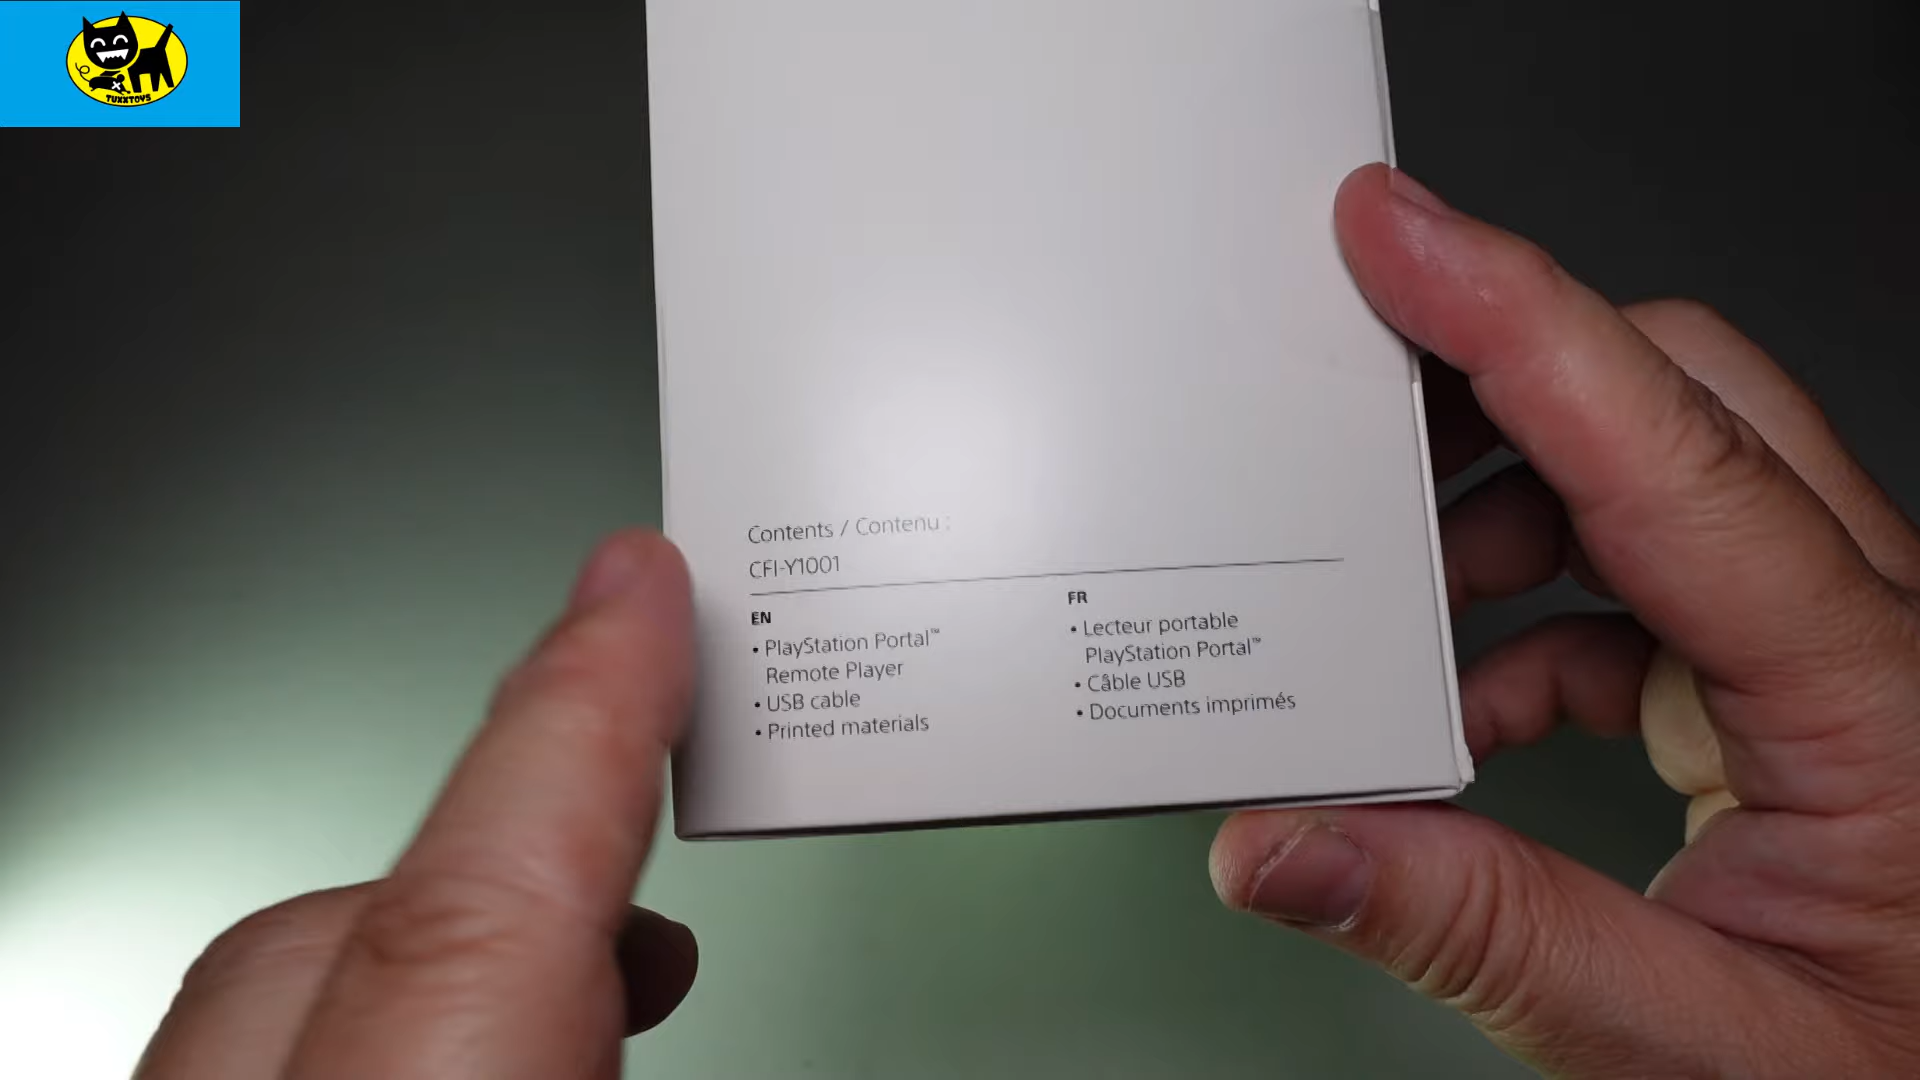 TUXXTOYS
Contents / Contenu :
CFI-Y1001
EN
• PlayStation Portal™
Remote Player
• USB cable
• Printed materials
FR
• Lecteur portable
PlayStation Portal™
• Câble USB
• Documents imprimés